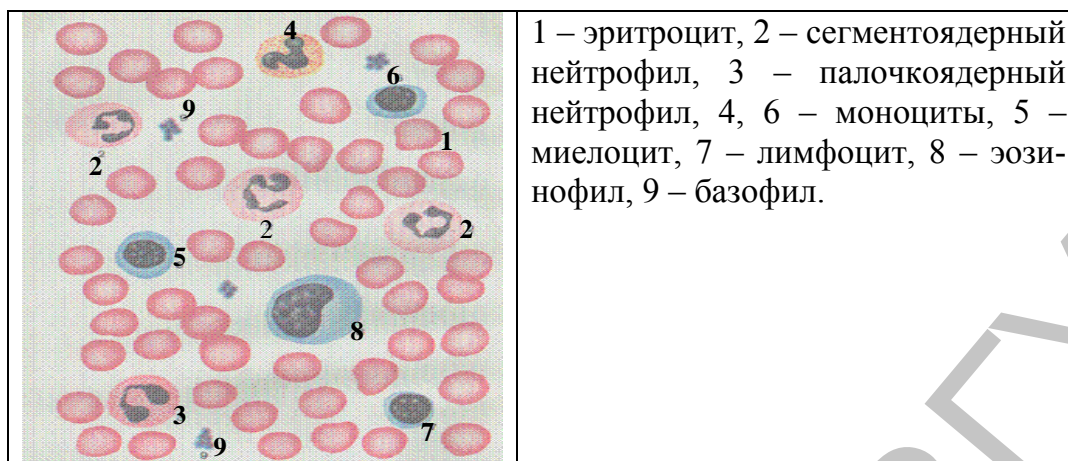 4
6
9
1
2
2
2
5
8
3
7
9
1 – эритроцит, 2 – сегментоядерный
нейтрофил, 3 – палочкоядерный
нейтрофил, 4, 6 – моноциты, 5 –
миелоцит, 7 – лимфоцит, 8 – эози-
нофил, 9 – базофил.